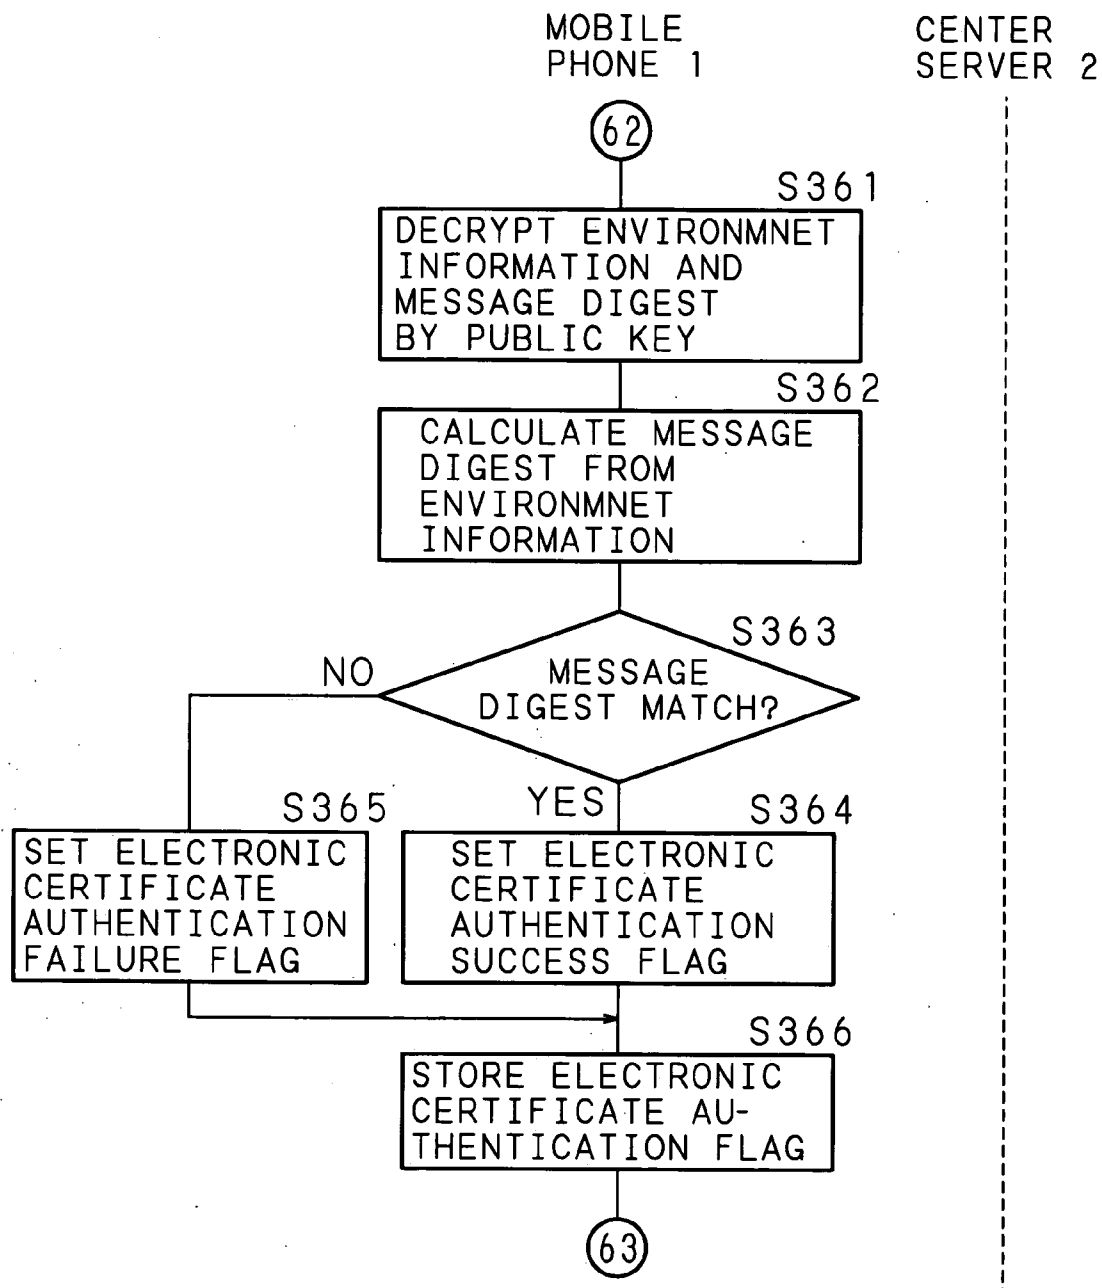 MOBILE
PHONE 1
CENTER
SERVER 2
62
S361
DECRYPT ENVIRONMNET
INFORMATION AND
MESSAGE DIGEST
BY PUBLIC KEY
S362
CALCULATE MESSAGE
DIGEST FROM
ENVIRONMNET
INFORMATION
S363
MESSAGE
DIGEST MATCH?
NO
YES
S365
SET ELECTRONIC
CERTIFICATE
AUTHENTICATION
FAILURE FLAG
S364
SET ELECTRONIC
CERTIFICATE
AUTHENTICATION
SUCCESS FLAG
S366
STORE ELECTRONIC
CERTIFICATE AU-
THENTICATION FLAG
63